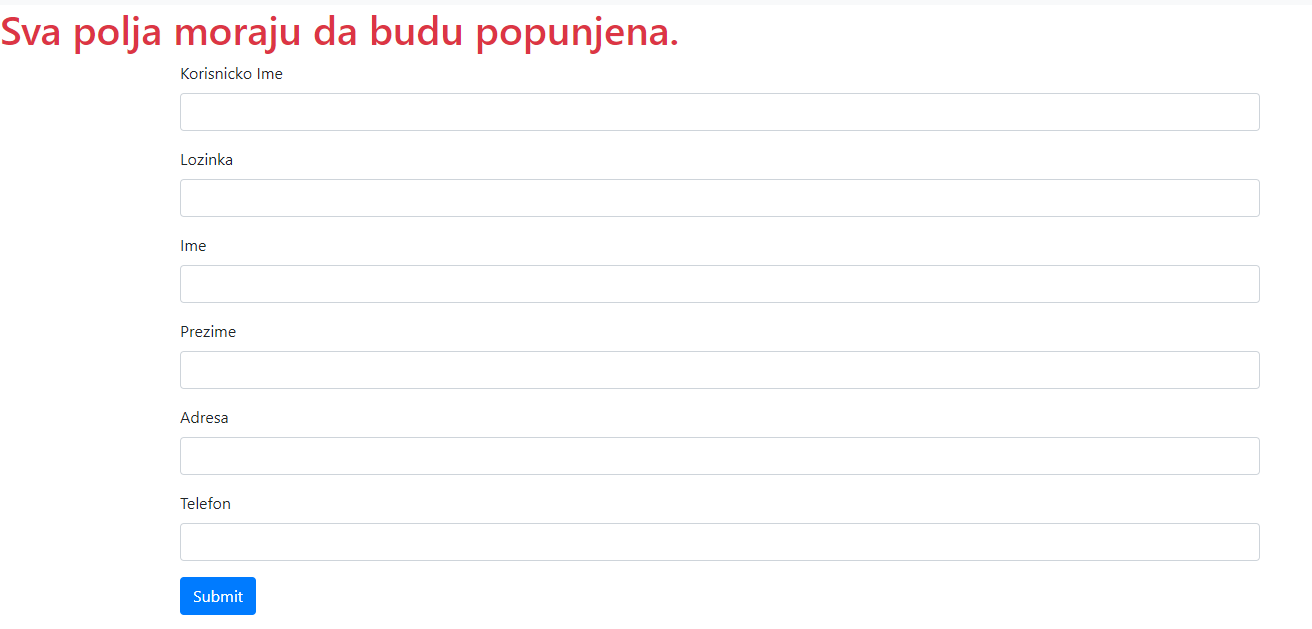 Sva polja moraju da budu popunjena.
Korisnicko Ime
Lozinka
Ime
Prezime
Adresa
Telefon
Submit